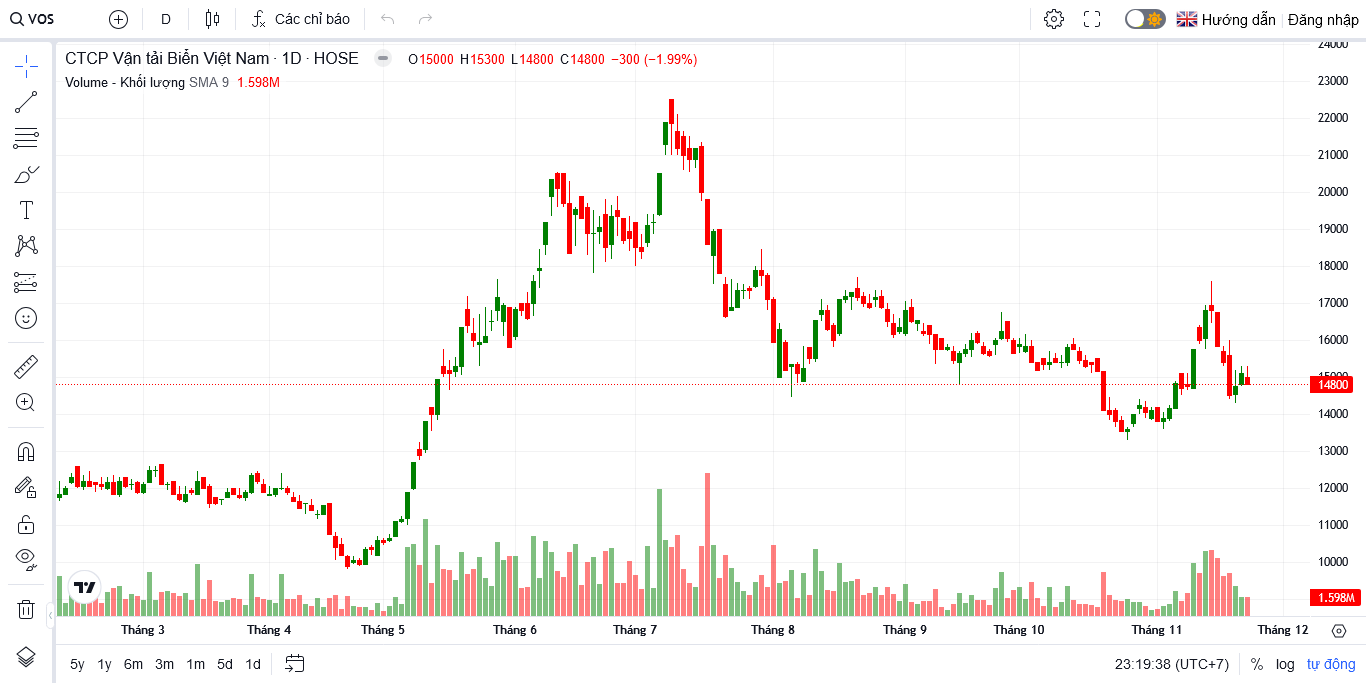 VOS D Các chỉ báo Hướng dẫn Đăng nhập
CTCP Vận tải Biển Việt Nam · 1D · HOSE O15000 H15300 L14800 C14800 −300 (−1.99%)
Volume - Khối lượng SMA 9 1.598M
24000
23000
22000
21000
20000
19000
18000
17000
16000
15000
14800
14000
13000
12000
11000
10000
1.598M
Tháng 3 Tháng 4 Tháng 5 Tháng 6 Tháng 7 Tháng 8 Tháng 9 Tháng 10 Tháng 11 Tháng 12
5y 1y 6m 3m 1m 5d 1d 23:19:38 (UTC+7) % log tự động